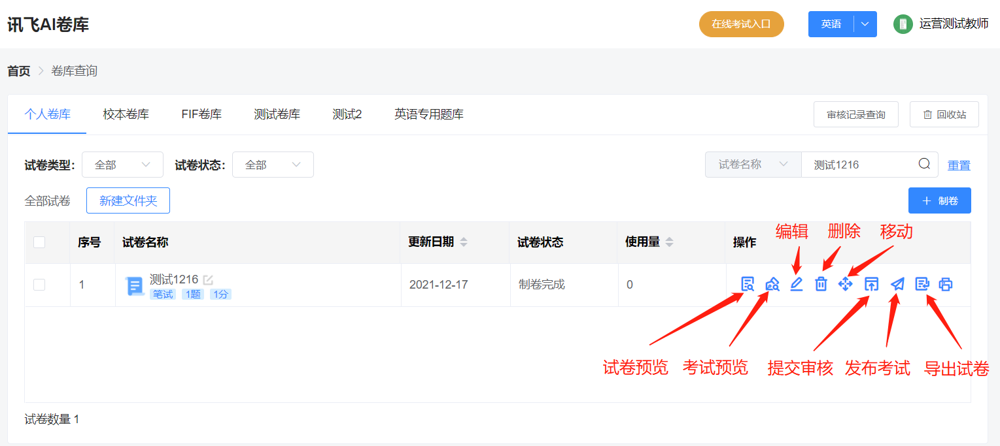 讯飞AI卷库
在线考试入口
英语
运营测试教师
首页 > 卷库查询
个人卷库 校本卷库 FIF卷库 测试卷库 测试2 英语专用题库
审核记录查询 回收站
试卷类型: 全部 试卷状态: 全部
试卷名称 测试1216 重置
全部试卷 新建文件夹
+ 制卷
编辑 删除 移动
序号 试卷名称 更新日期 试卷状态 使用量 操作
1 测试1216 2021-12-17 制卷完成 0
笔试 1题 1分
试卷预览 考试预览 提交审核 发布考试 导出试卷
试卷数量 1